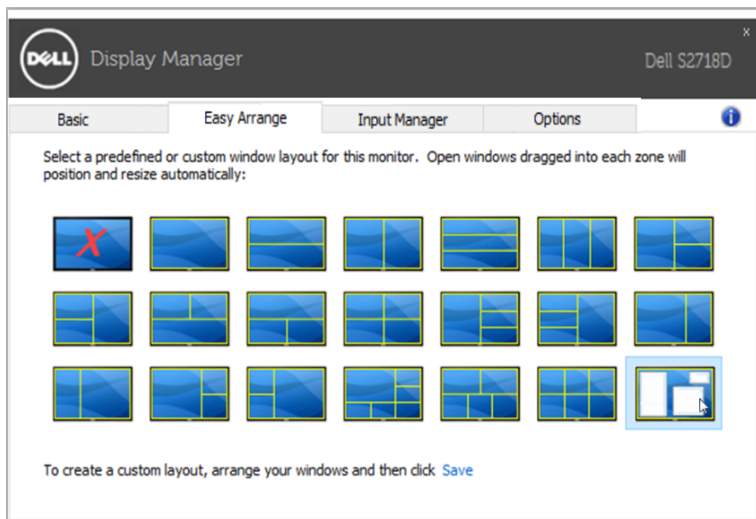 DELL Display Manager
x
Dell S2718D
Basic Easy Arrange Input Manager Options
Select a predefined or custom window layout for this monitor. Open windows dragged into each zone will
position and resize automatically:
To create a custom layout, arrange your windows and then click Save